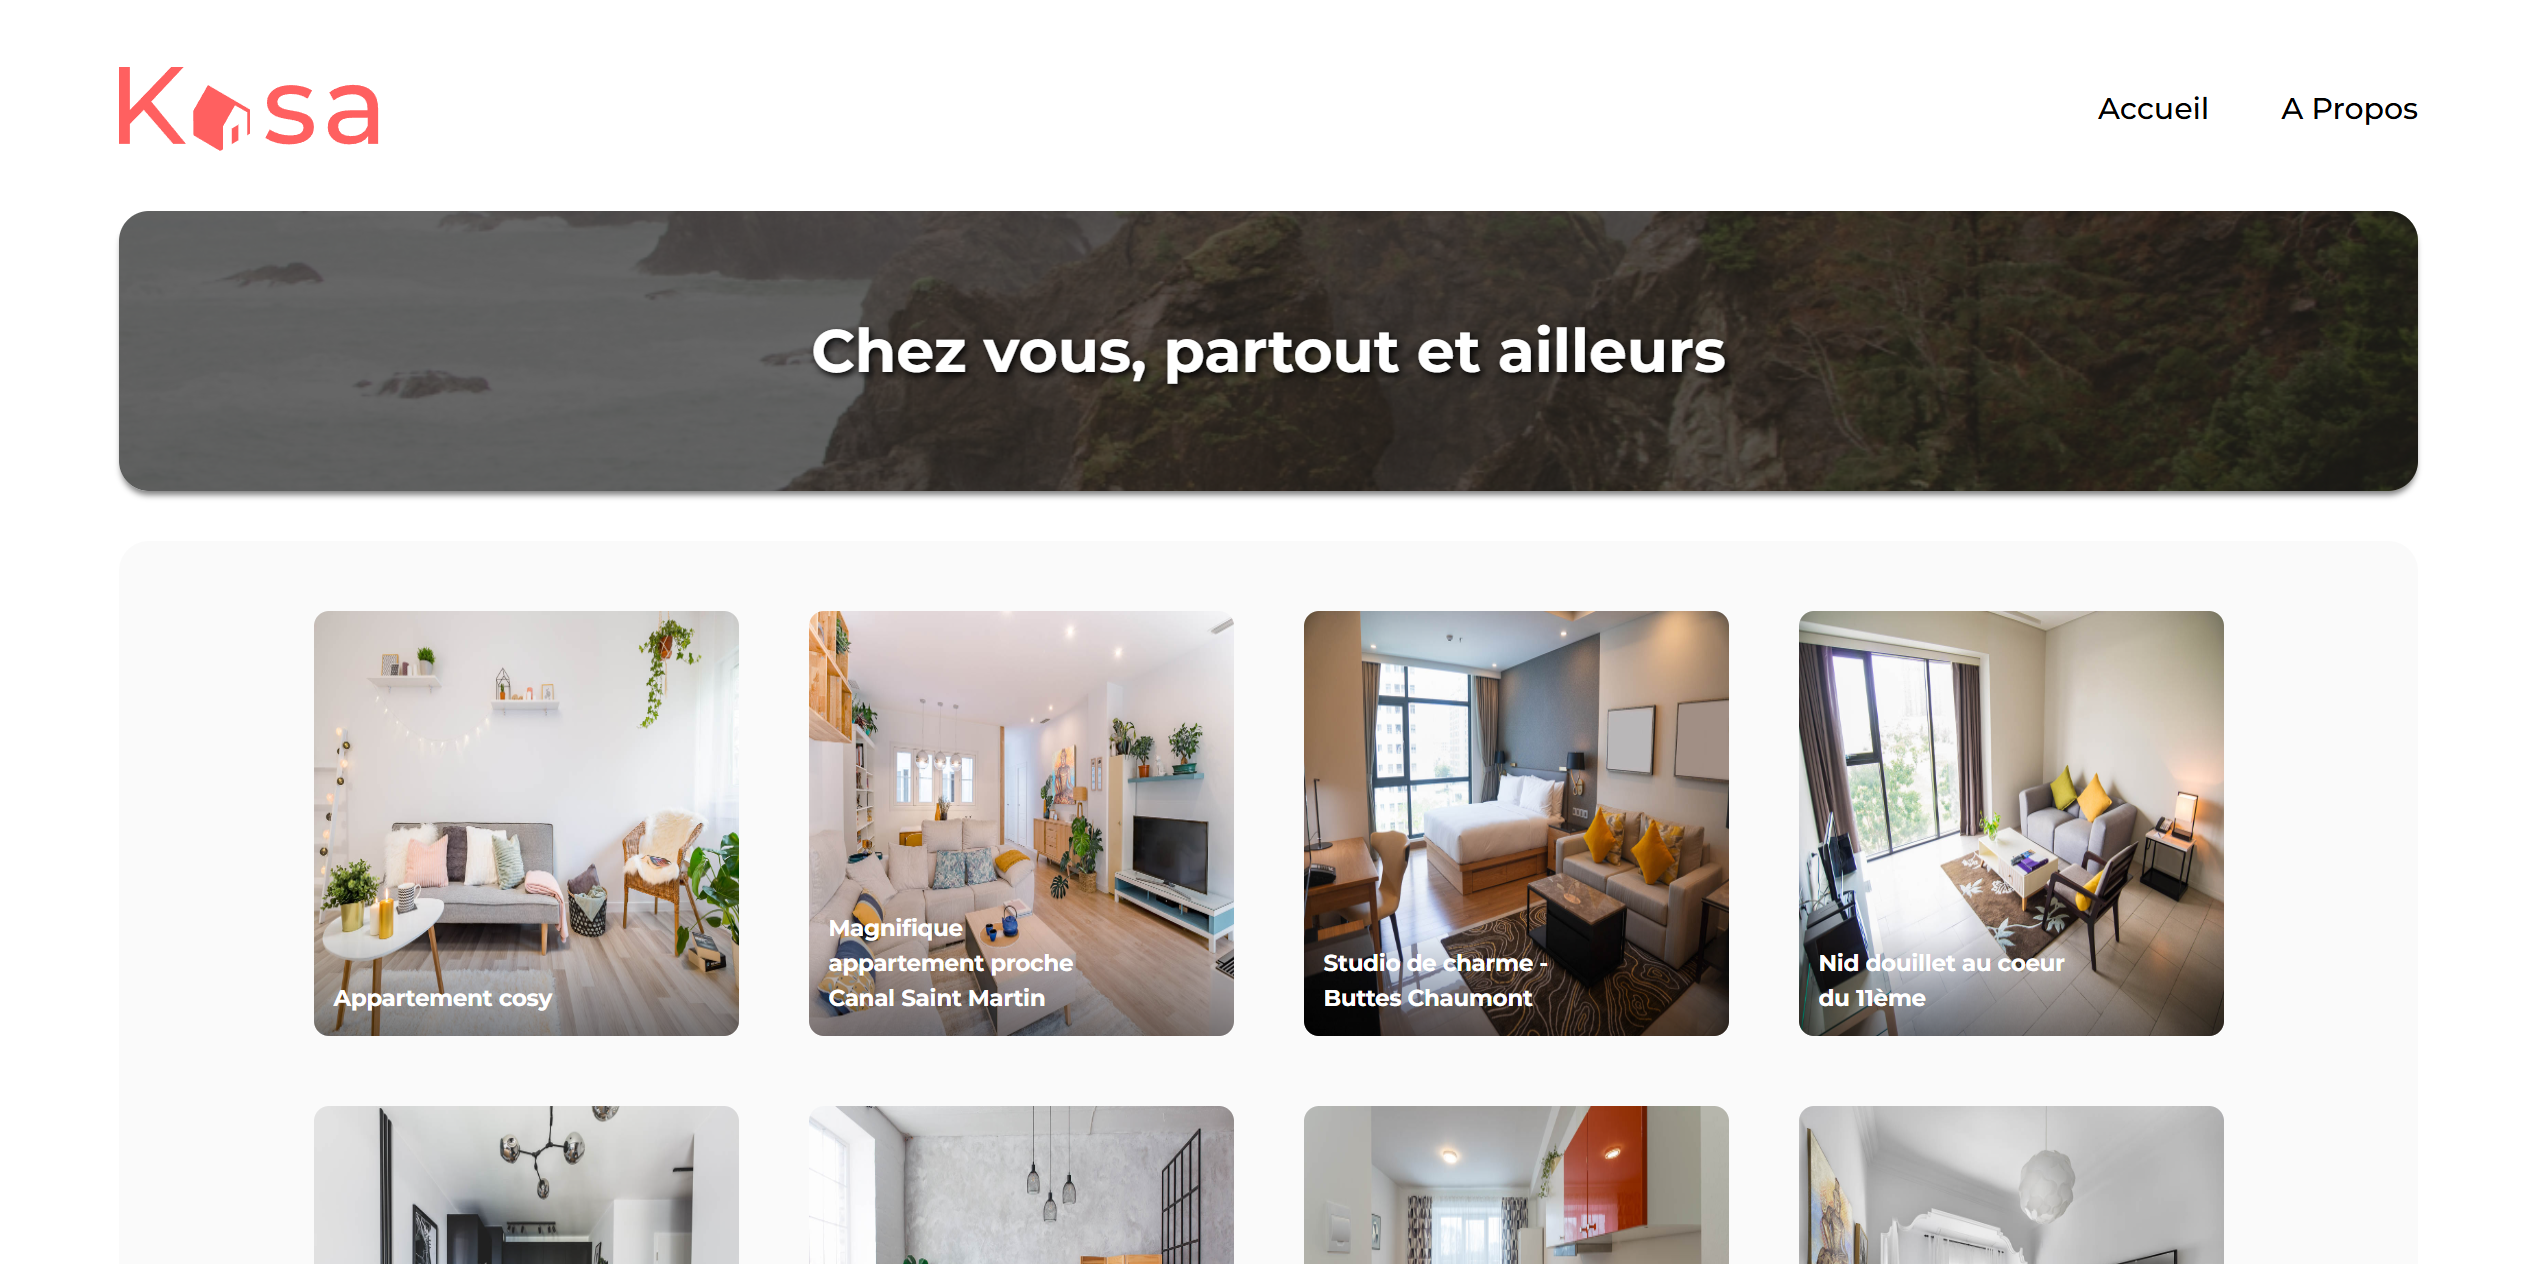 Kasa
Accueil
A Propos
Chez vous, partout et ailleurs
Appartement cosy
Magnifique
appartement proche
Canal Saint Martin
Studio de charme -
Buttes Chaumont
Nid douillet au coeur
du 11ème